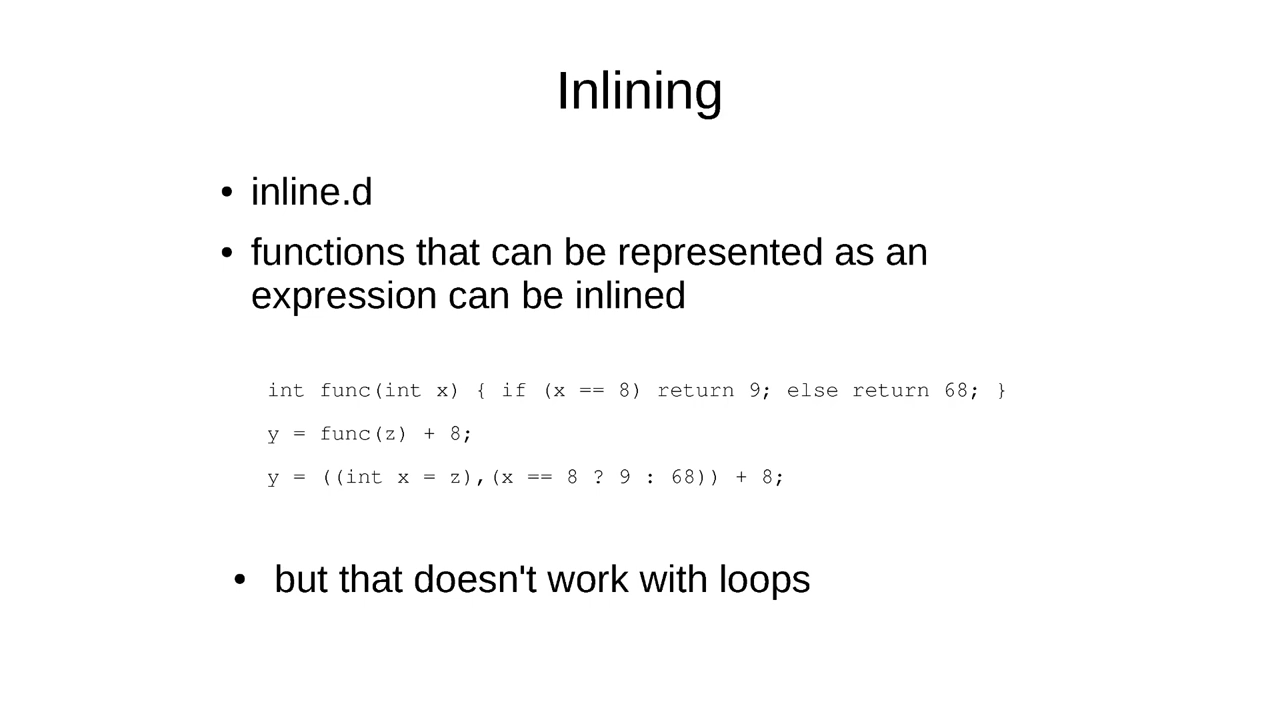 Inlining
• inline.d
• functions that can be represented as an
expression can be inlined
int func(int x) { if (x == 8) return 9; else return 68; }
y = func(z) + 8;
y = ((int x = z),(x == 8 ? 9 : 68)) + 8;
• but that doesn't work with loops